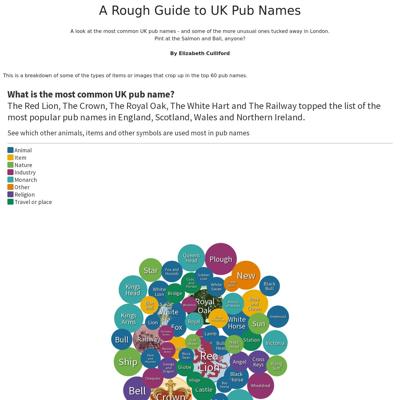 A Rough Guide to UK Pub Names
A look at the most common UK pub names - and some of the more unusual ones tucked away in London.
Pint at the Salmon and Ball, anyone?
By Elizabeth Culliford
This is a breakdown of some of the types of items or images that crop up in the top 60 pub names.
What is the most common UK pub name?
The Red Lion, The Crown, The Royal Oak, The White Hart and The Railway topped the list of the
most popular pub names in England, Scotland, Wales and Northern Ireland.
See which other animals, items and other symbols are used most in pub names
Animal
Item
Nature
Industry
Monarch
Other
Religion
Travel or place
Queens Head
Plough
Star
New
Black Bull
Kings Head
White Lion
Bridge
Royal Oak
Kings Arms
Lion
White
Fox
Royal
White Horse
Sun
Bull
Railway
Lamb
Station
Victoria
Ship
Globe
Red Lion
Angel
Cross Keys
Black Horse
Wheatsheaf
Bell
Crown
Castle